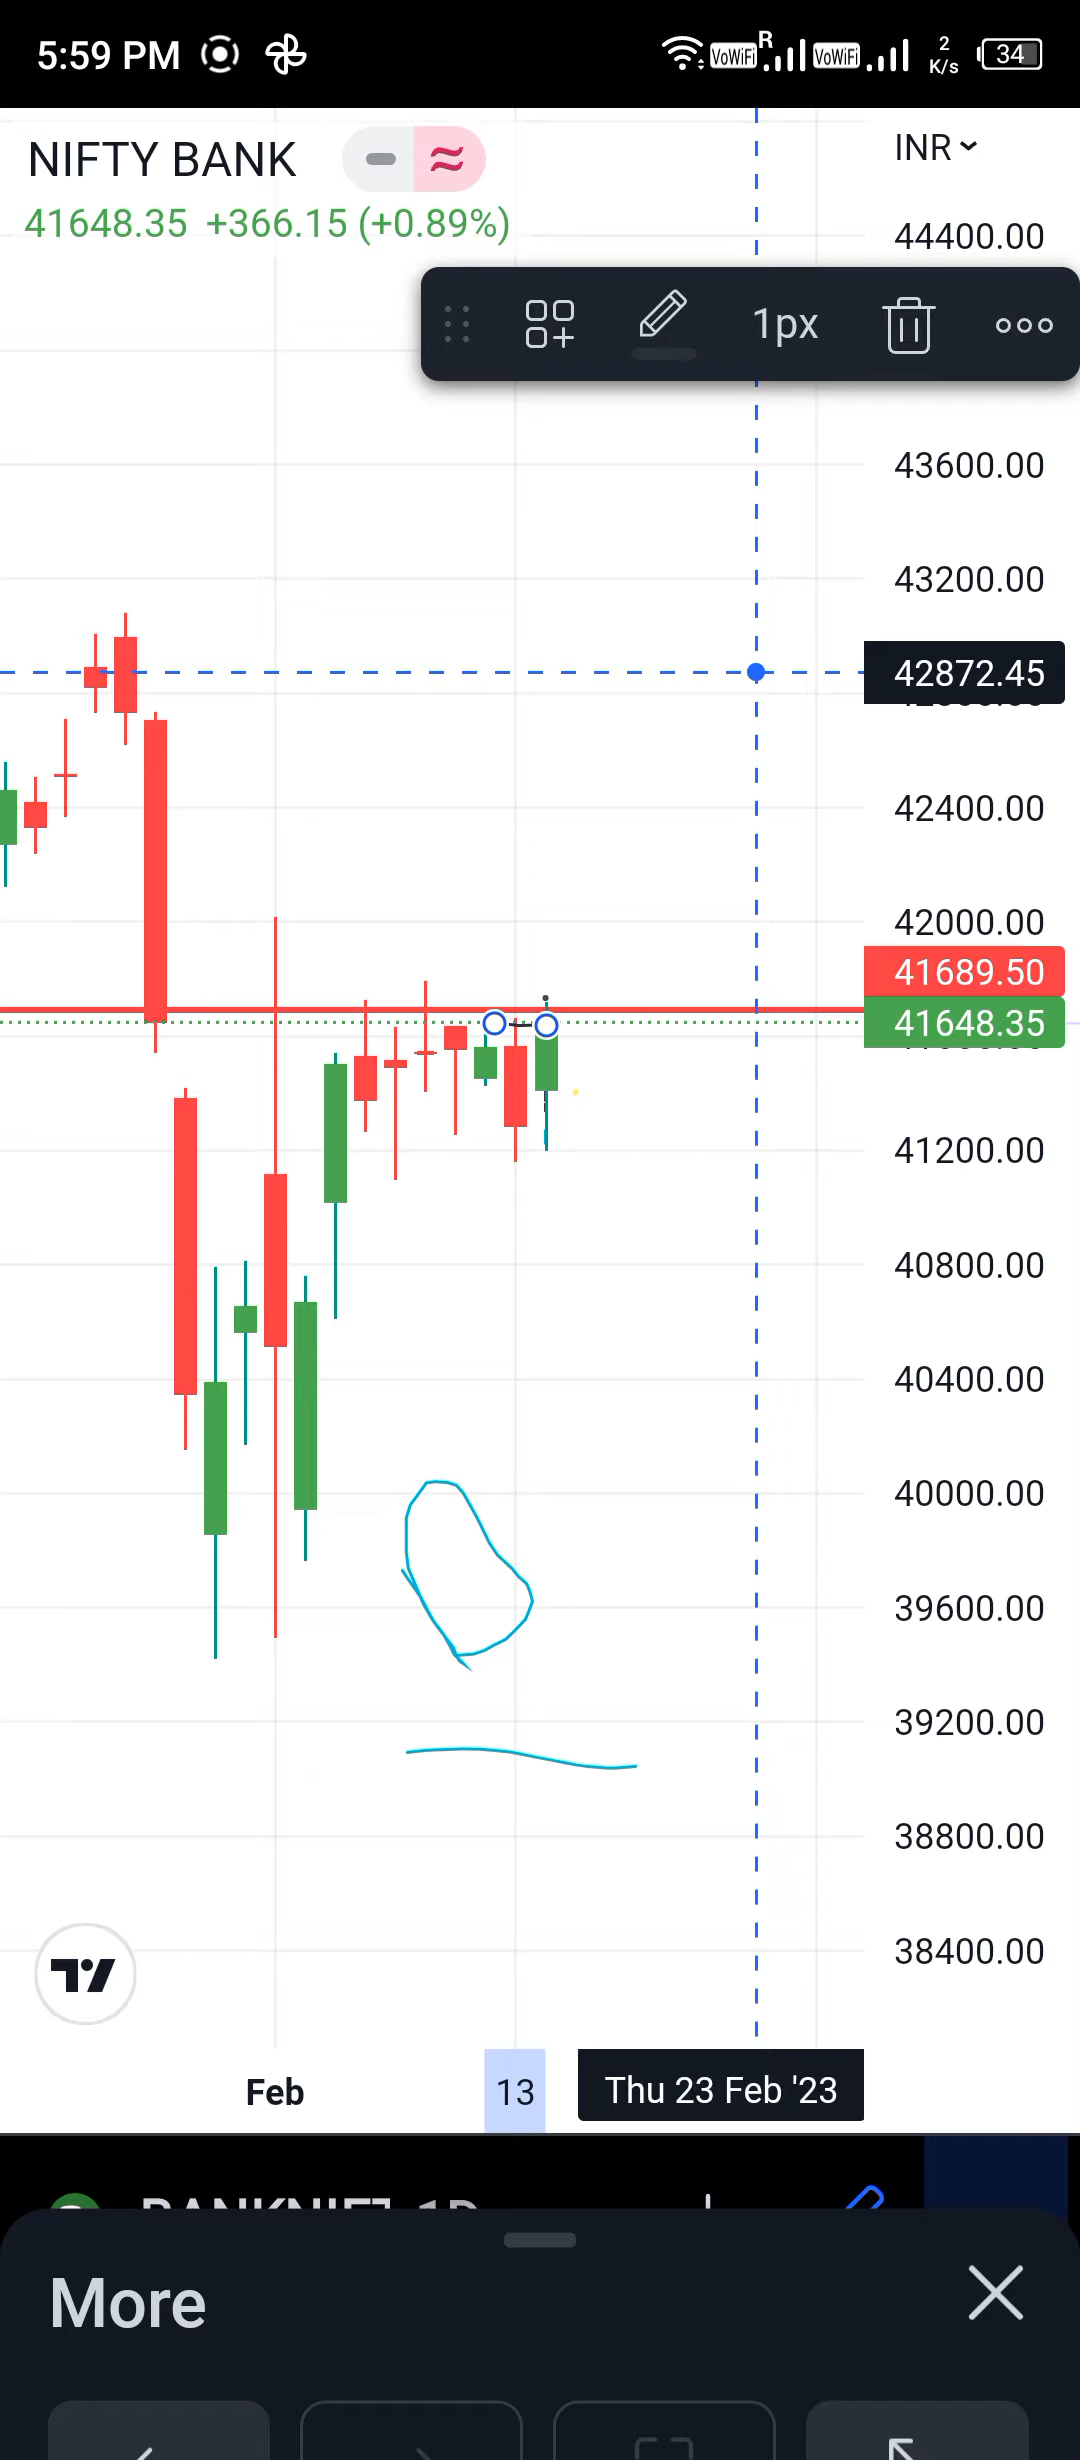 5:59 PM VoWiFi R VoWiFi 2 K/s 34
NIFTY BANK
INR
41648.35 +366.15 (+0.89%)
44400.00
1px
43600.00
43200.00
42872.45
42400.00
42000.00
41689.50
41648.35
41200.00
40800.00
40400.00
40000.00
39600.00
39200.00
38800.00
38400.00
Feb 13 Thu 23 Feb '23
More